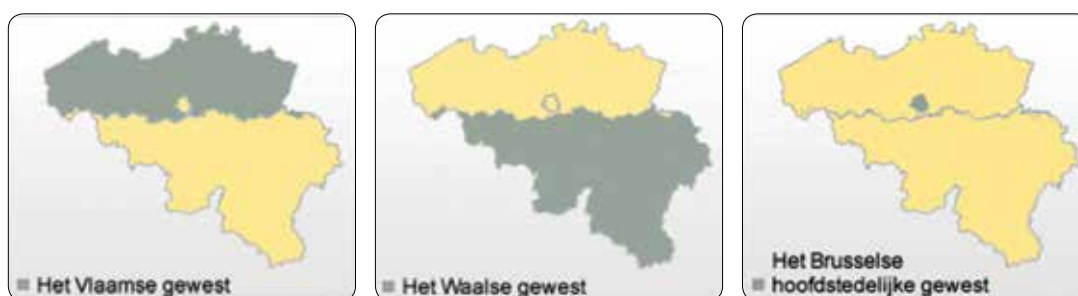 Het Vlaamse gewest
Het Waalse gewest
Het Brusselse
hoofdstedelijke gewest